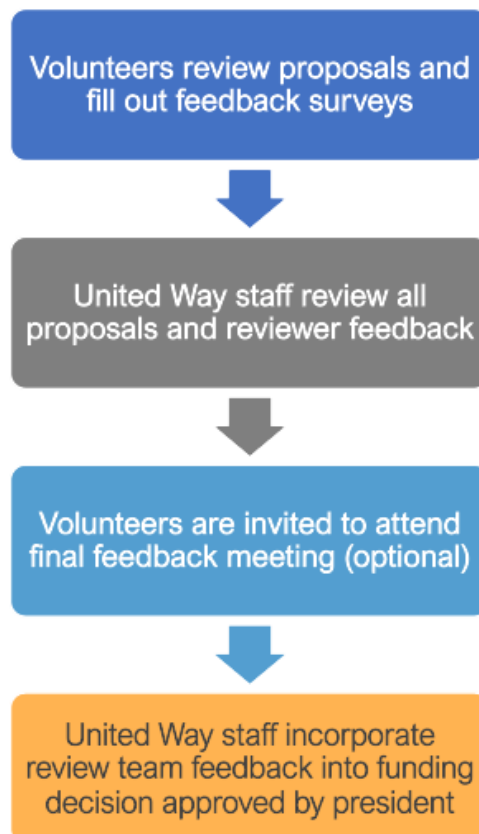 Volunteers review proposals and
fill out feedback surveys
United Way staff review all
proposals and reviewer feedback
Volunteers are invited to attend
final feedback meeting (optional)
United Way staff incorporate
review team feedback into funding
decision approved by president